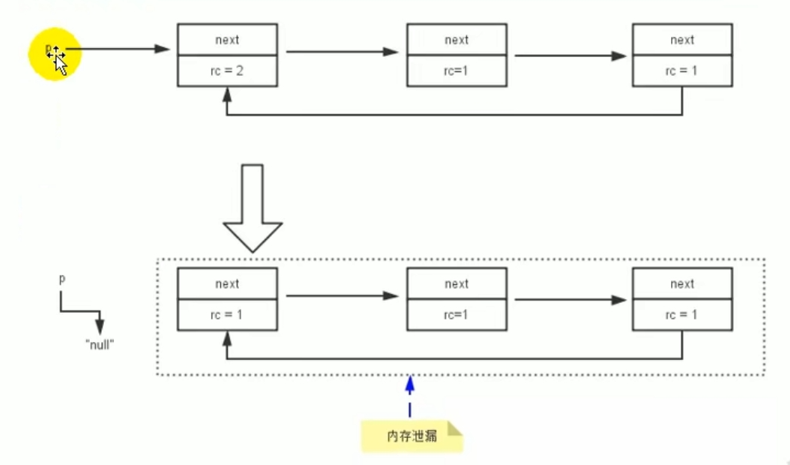 p
next
next
next
rc = 2
rc=1
rc = 1
p
next
next
next
rc = 1
rc=1
rc = 1
"null"
内存泄漏